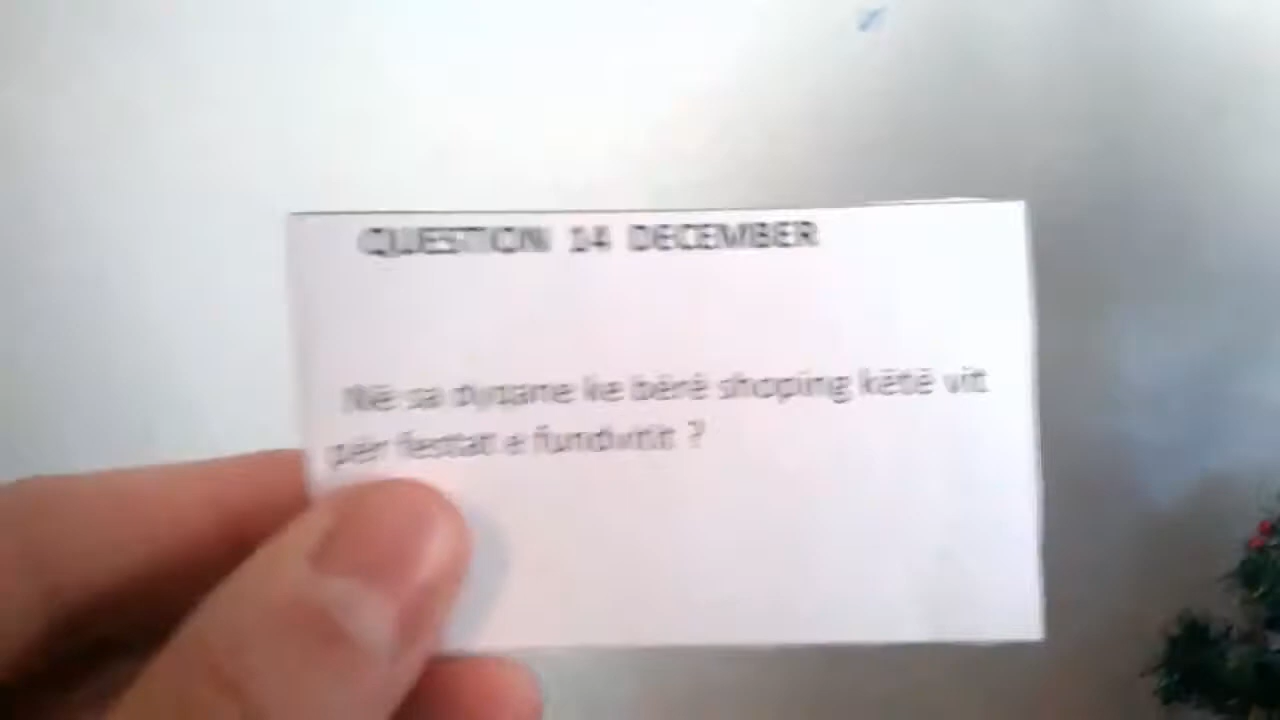 QUESTION 14 DECEMBER
Në sa dyqane ke bërë shoping këtë vit
për festat e fundvitit ?